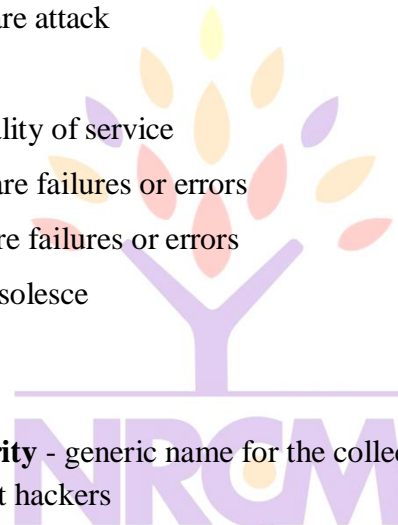 are attack
ality of service
are failures or errors
re failures or errors
solesce
rity - generic name for the collec
t hackers
NRCM